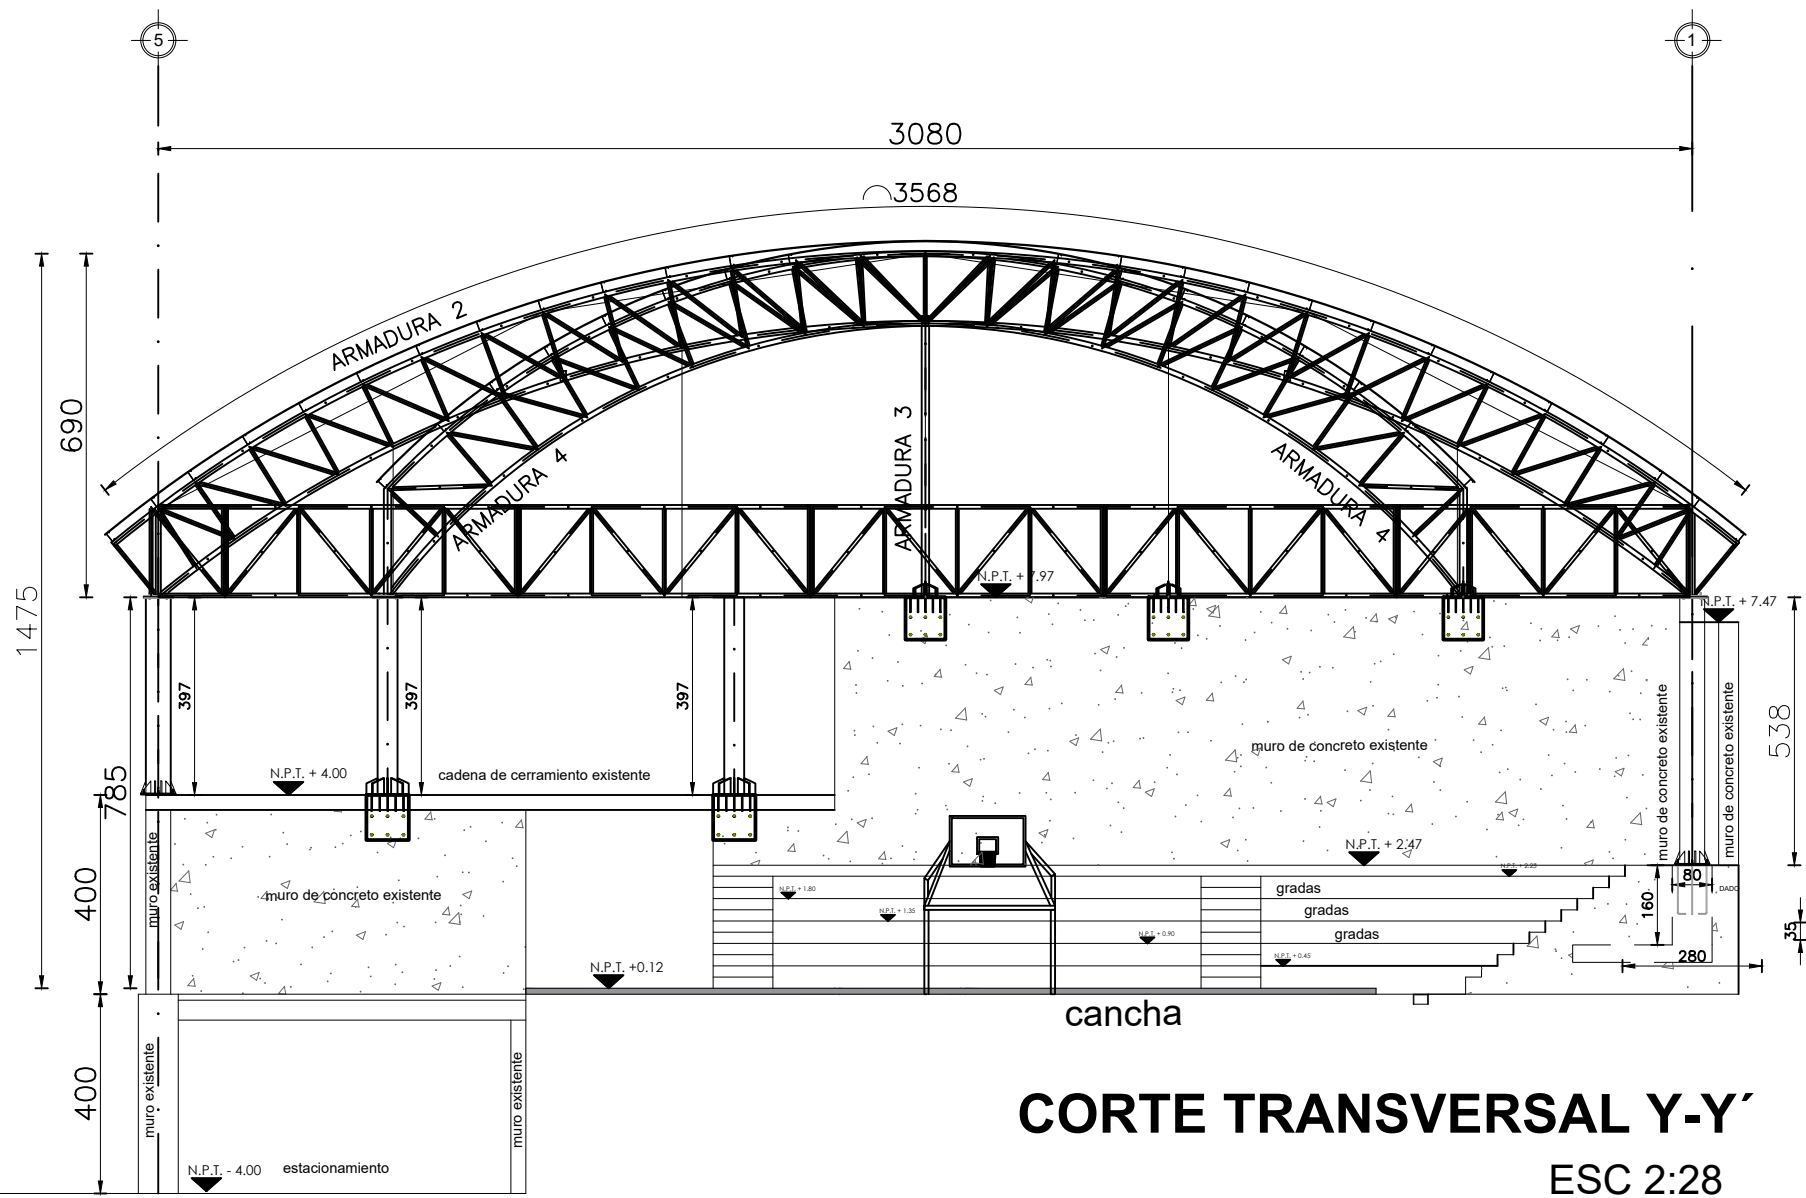 5
1
3080
3568
ARMADURA 2
690
ARMADURA 3
ARMADURA 4
ARMADURA 4
1475
N.P.T. + 7.97
N.P.T. + 7.47
397
397
397
muro de concreto existente
muro de concreto existente
538
muro de concreto existente
785
N.P.T. + 4.00
cadena de cerramiento existente
N.P.T. + 2.47
N.P.T. + 2.25
80
DADO
400
muro existente
muro de concreto existente
N.P.T. + 1.80
gradas
160
N.P.T. + 1.35
gradas
35
N.P.T. + 0.90
gradas
N.P.T. + 0.45
280
N.P.T. +0.12
cancha
400
muro existente
muro existente
N.P.T. - 4.00
estacionamiento
CORTE TRANSVERSAL Y-Y´
ESC 2:28